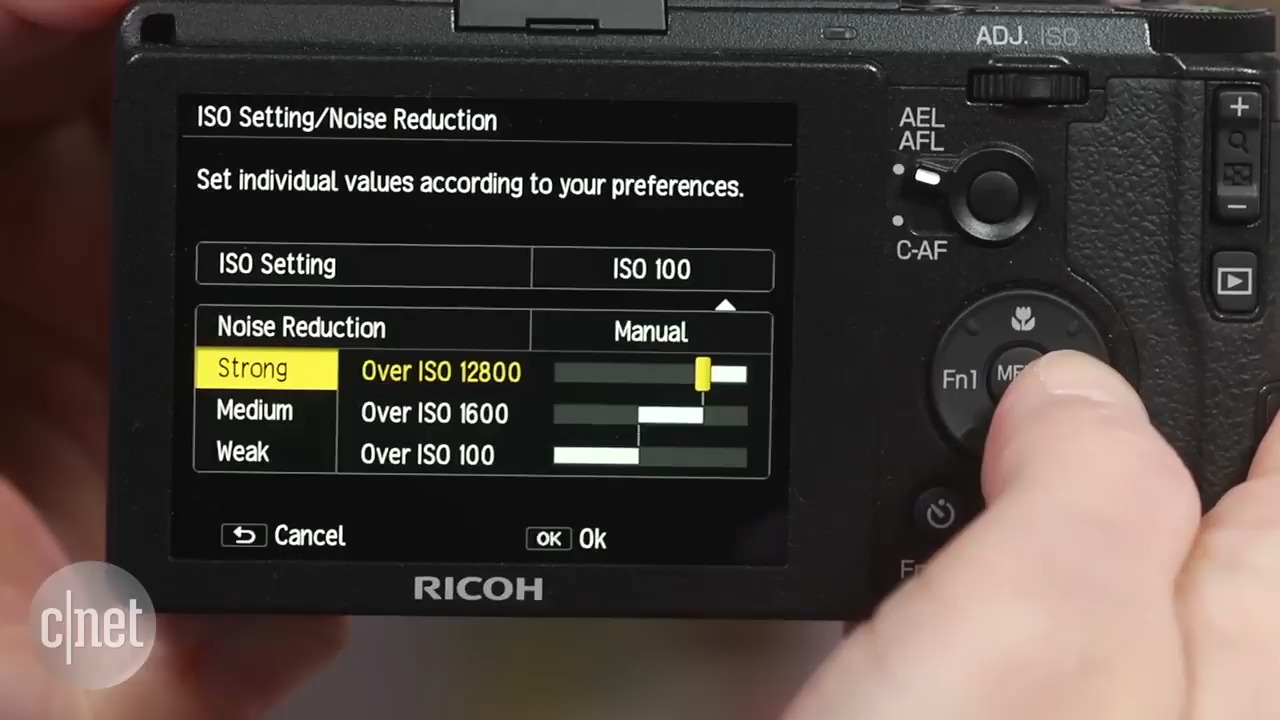 ADJ. ISO
ISO Setting/Noise Reduction
AEL
AFL
Set individual values according to your preferences.
C-AF
ISO Setting ISO 100
Noise Reduction Manual
Strong Over ISO 12800
Fn1
Medium Over ISO 1600
Weak Over ISO 100
Cancel OK Ok
RICOH
c|net